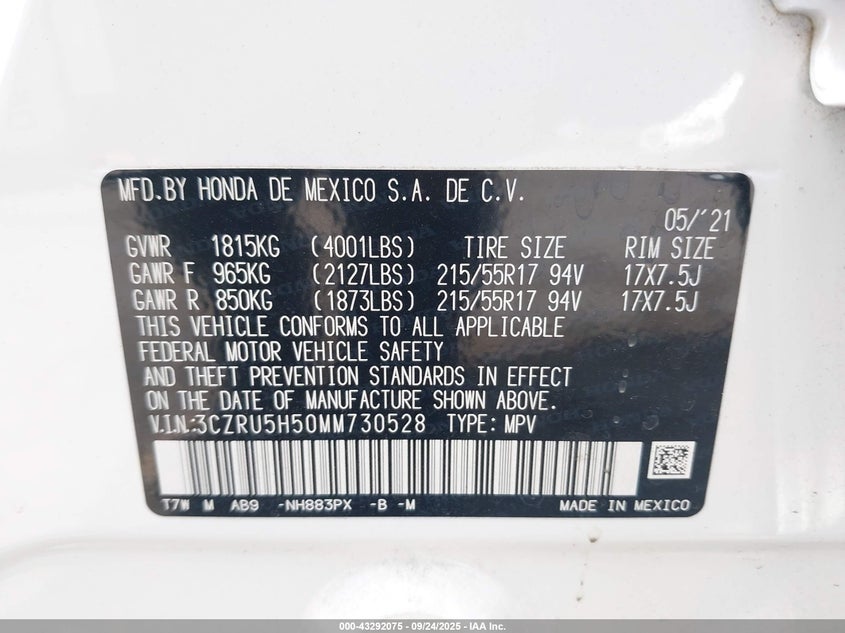 MFD.BY HONDA DE MEXICO S.A. DE C.V.
05/'21
GVWR 1815KG (4001LBS) TIRE SIZE RIM SIZE
GAWR F 965KG (2127LBS) 215/55R17 94V 17X7.5J
GAWR R 850KG (1873LBS) 215/55R17 94V 17X7.5J
THIS VEHICLE CONFORMS TO ALL APPLICABLE
FEDERAL MOTOR VEHICLE SAFETY
AND THEFT PREVENTION STANDARDS IN EFFECT
ON THE DATE OF MANUFACTURE SHOWN ABOVE.
V.I.N.:3CZRU5H50MM730528 TYPE: MPV
T7W M AB9 -NH883PX -B -M MADE IN MEXICO
000-43292075 - 09/24/2025 - IAA Inc.